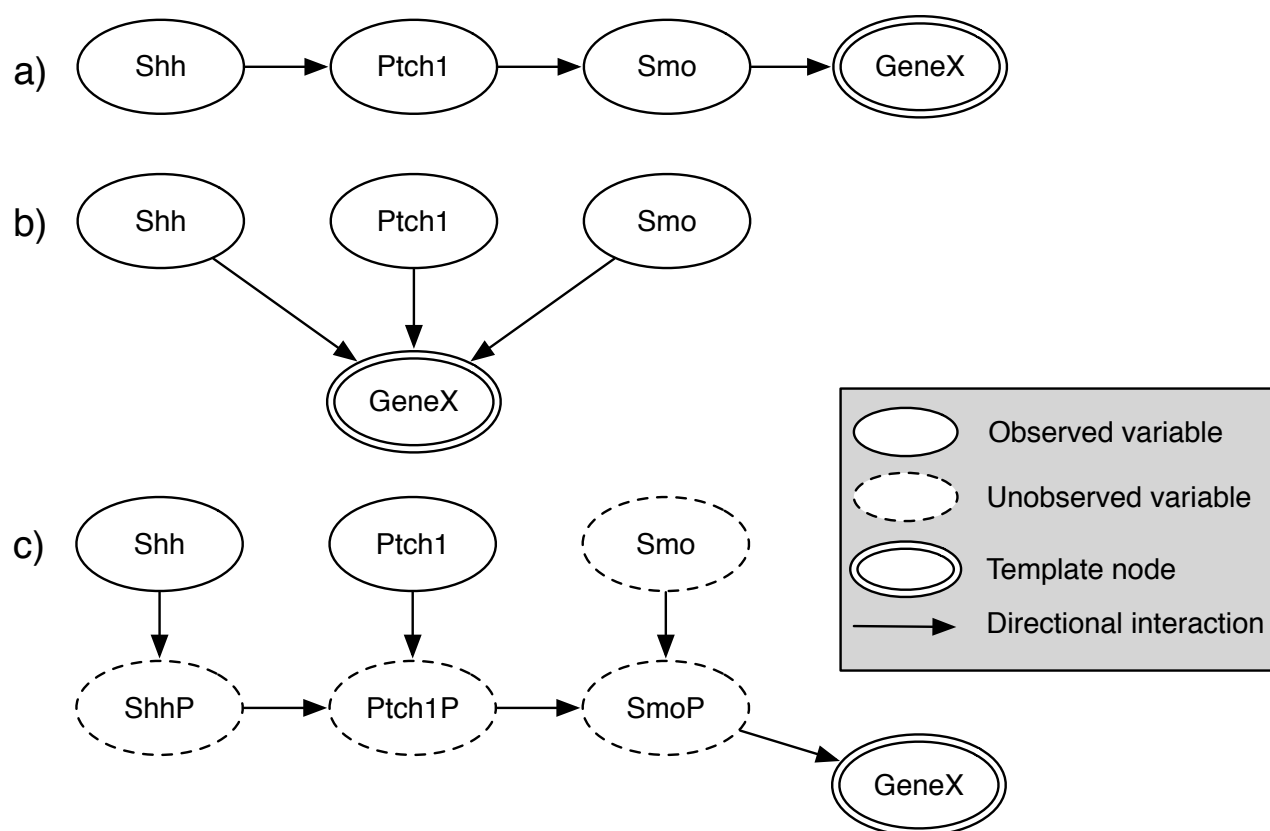 a) Shh Ptch1 Smo GeneX
b) Shh Ptch1 Smo
GeneX
c) Shh Ptch1 Smo
ShhP Ptch1P SmoP
GeneX
Observed variable
Unobserved variable
Template node
Directional interaction